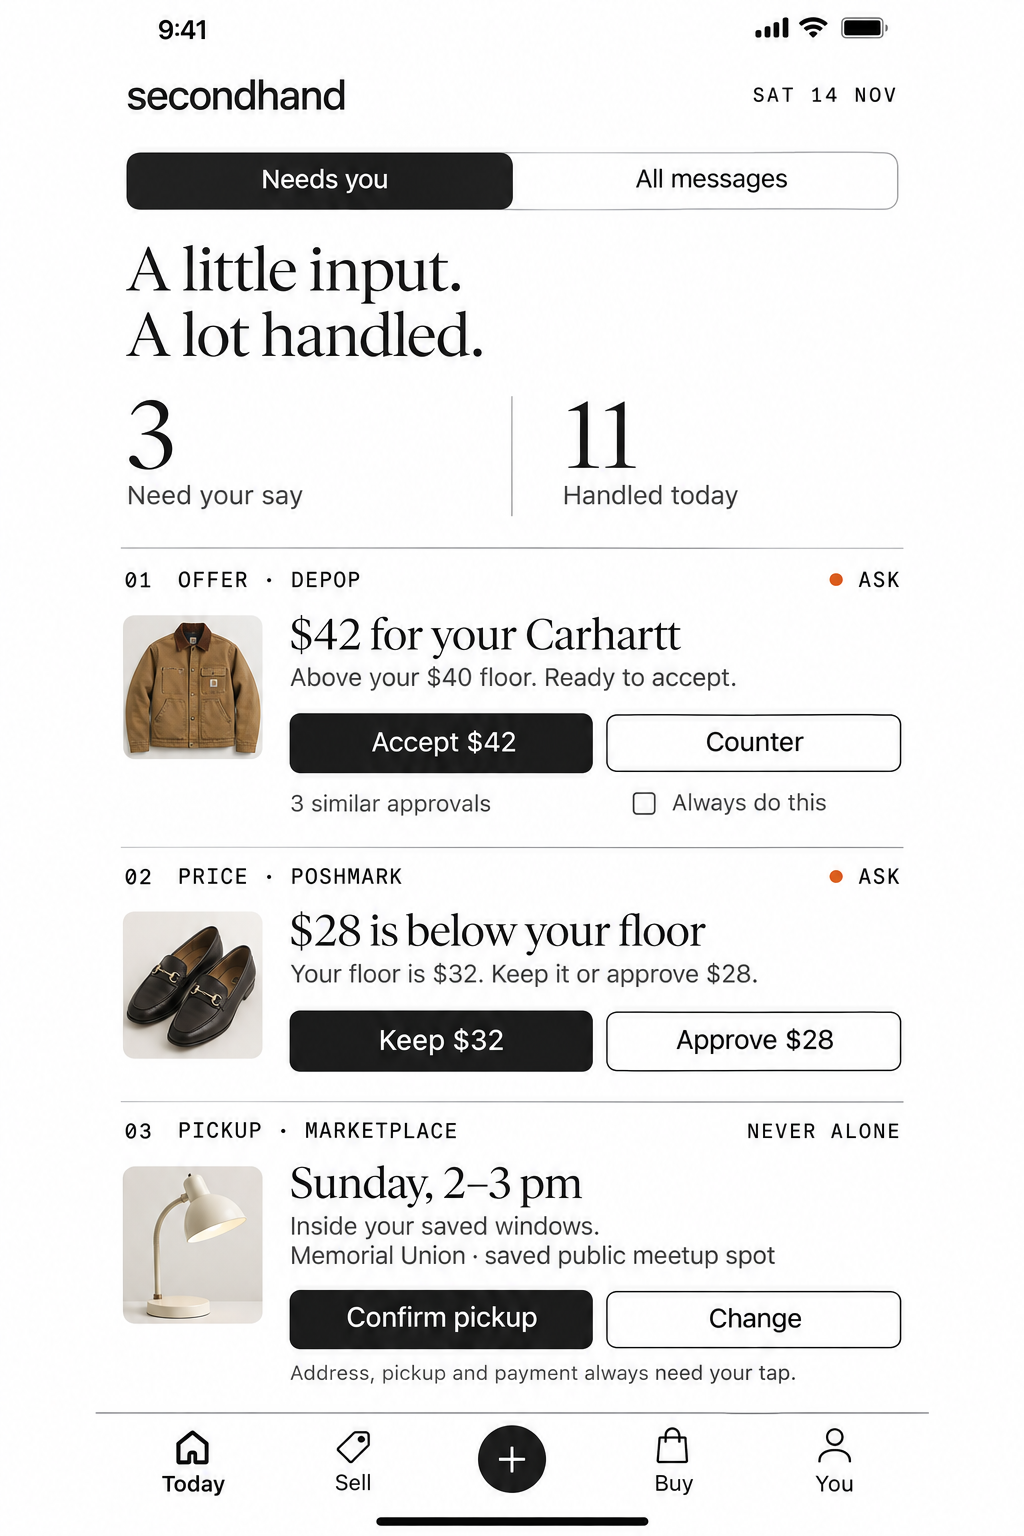 9:41
secondhand
SAT 14 NOV
Needs you
All messages
A little input.
A lot handled.
3
Need your say
11
Handled today
01 OFFER · DEPOP
ASK
$42 for your Carhartt
Above your $40 floor. Ready to accept.
Accept $42
Counter
3 similar approvals
Always do this
02 PRICE · POSHMARK
ASK
$28 is below your floor
Your floor is $32. Keep it or approve $28.
Keep $32
Approve $28
03 PICKUP · MARKETPLACE
NEVER ALONE
Sunday, 2–3 pm
Inside your saved windows.
Memorial Union · saved public meetup spot
Confirm pickup
Change
Address, pickup and payment always need your tap.
Today
Sell
Buy
You